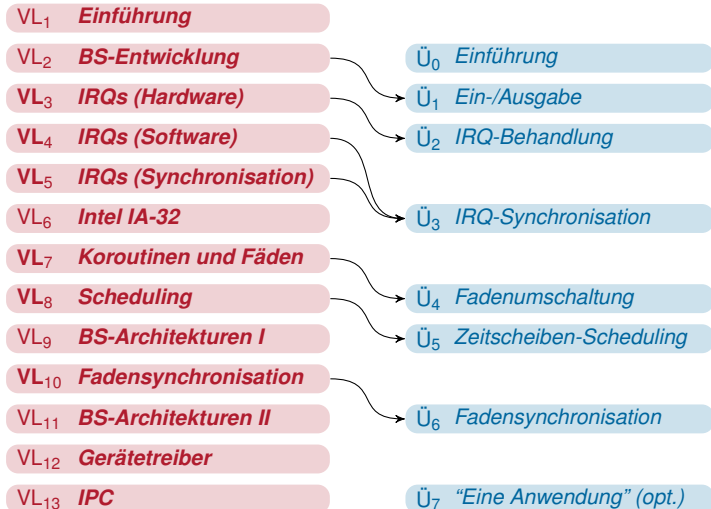 VL₁ Einführung
VL₂ BS-Entwicklung
Ü₀ Einführung
VL₃ IRQs (Hardware)
Ü₁ Ein-/Ausgabe
VL₄ IRQs (Software)
Ü₂ IRQ-Behandlung
VL₅ IRQs (Synchronisation)
VL₆ Intel IA-32
Ü₃ IRQ-Synchronisation
VL₇ Koroutinen und Fäden
VL₈ Scheduling
Ü₄ Fadenumschaltung
VL₉ BS-Architekturen I
Ü₅ Zeitscheiben-Scheduling
VL₁₀ Fadensynchronisation
VL₁₁ BS-Architekturen II
Ü₆ Fadensynchronisation
VL₁₂ Gerätetreiber
VL₁₃ IPC
Ü₇ “Eine Anwendung” (opt.)